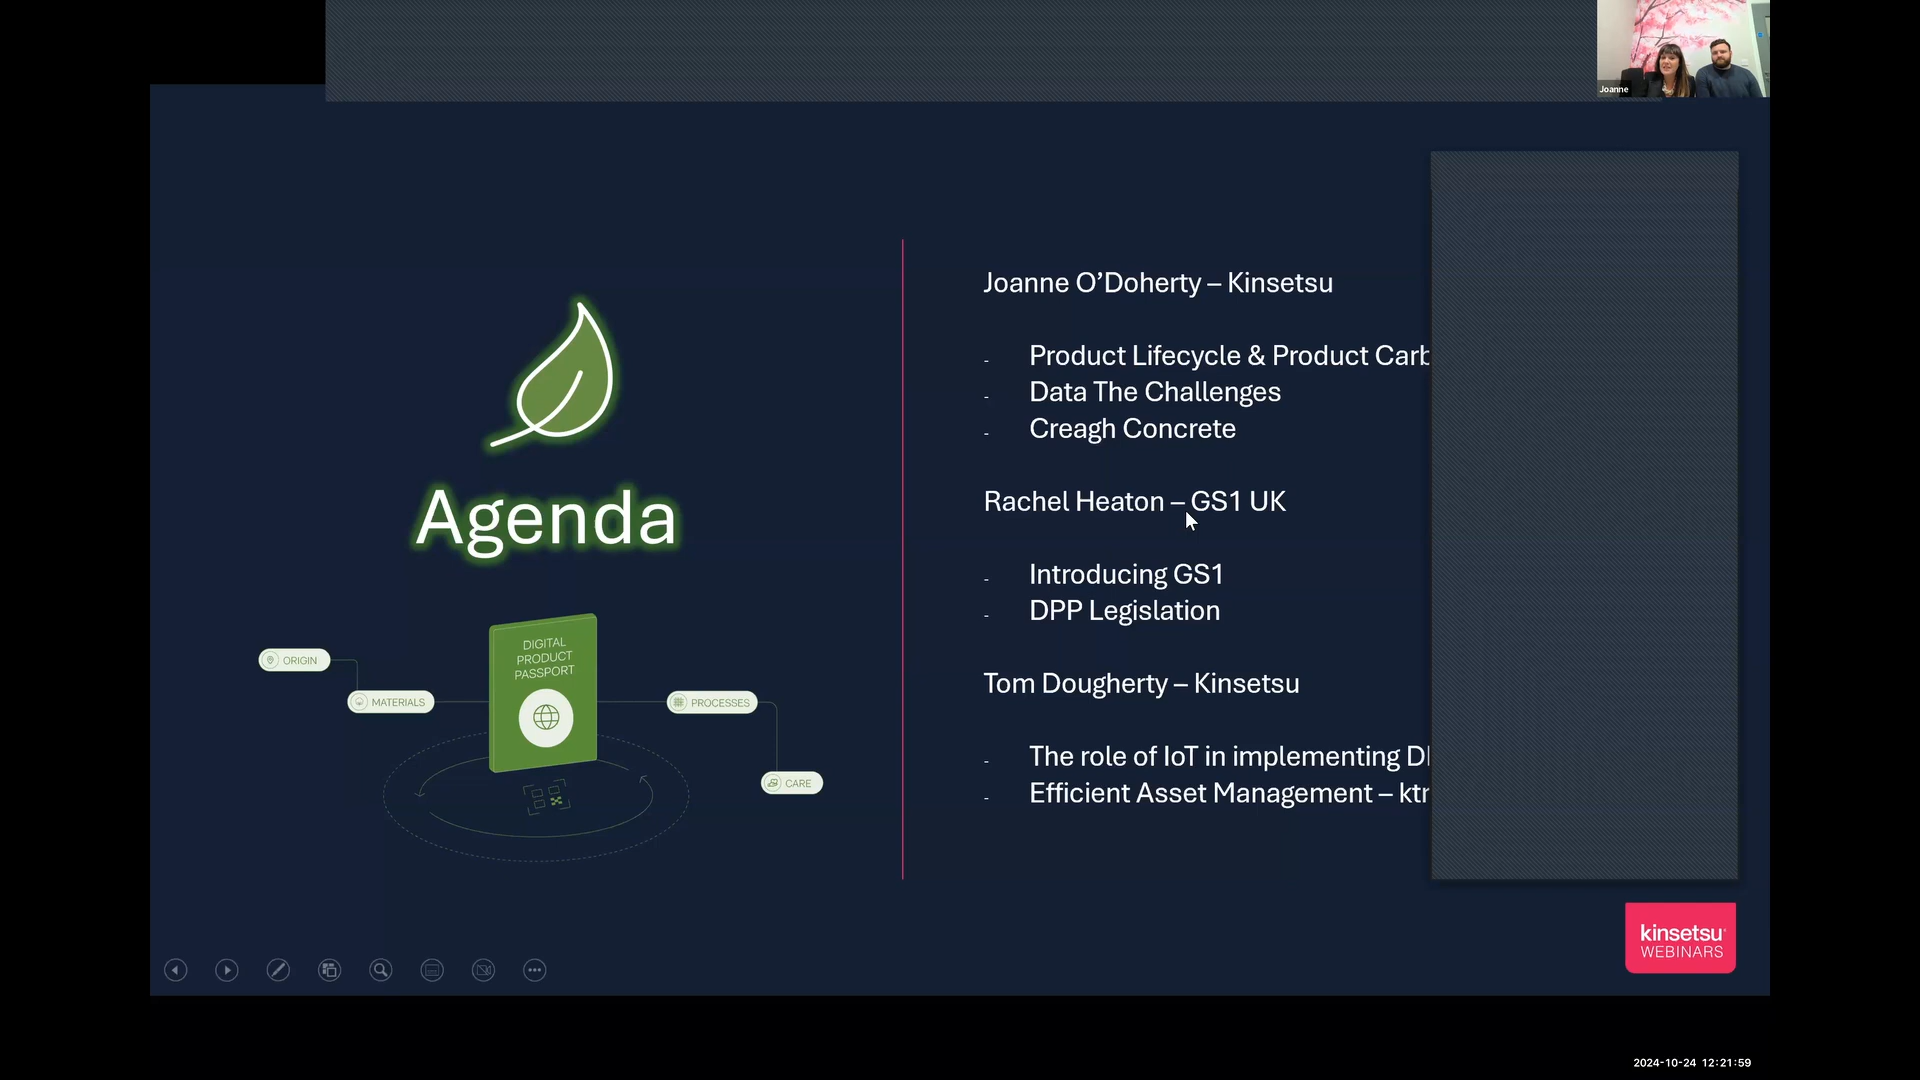 Joanne
Joanne O’Doherty – Kinsetsu
- Product Lifecycle & Product Carb
- Data The Challenges
- Creagh Concrete
Rachel Heaton – GS1 UK
- Introducing GS1
- DPP Legislation
Tom Dougherty – Kinsetsu
- The role of IoT in implementing
- Efficient Asset Management – ktr
Agenda
DIGITAL
PRODUCT
PASSPORT
ORIGIN
MATERIALS
PROCESSES
CARE
kinsetsu
WEBINARS
2024-10-24 12:21:59